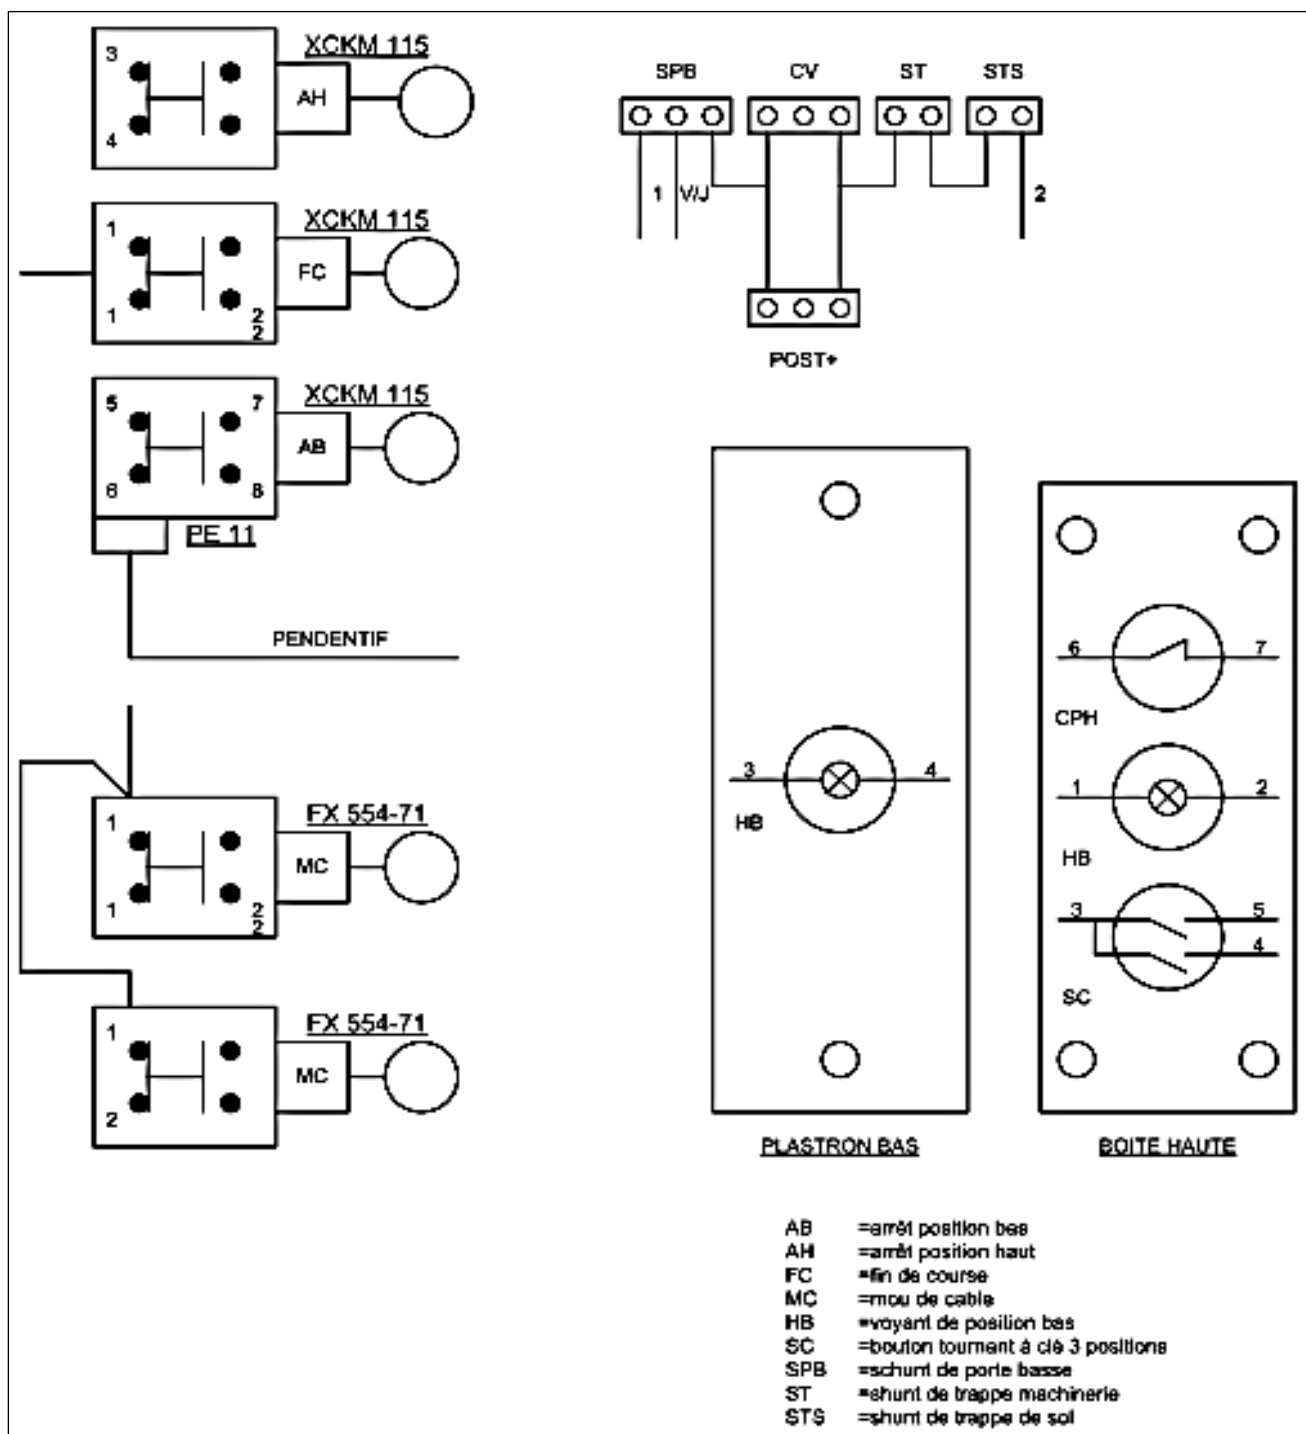 XCKM 115
3
AH
4
XCKM 115
1
FC
1
2
2
XCKM 115
5
7
AB
6
8
PE 11
PENDENTIF
FX 554-71
1
MC
1
2
2
FX 554-71
1
MC
2
SPB CV ST STS
1 V/J 2
POST+
3 4
HB
PLASTRON BAS
6 7
CPH
1 2
HB
3 5
4
SC
BOITE HAUTE
AB =arrêt position bas
AH =arrêt position haut
FC =fin de course
MC =mou de cable
HB =voyant de position bas
SC =bouton tournant à clé 3 positions
SPB =schunt de porte basse
ST =shunt de trappe machinerie
STS =shunt de trappe de sol